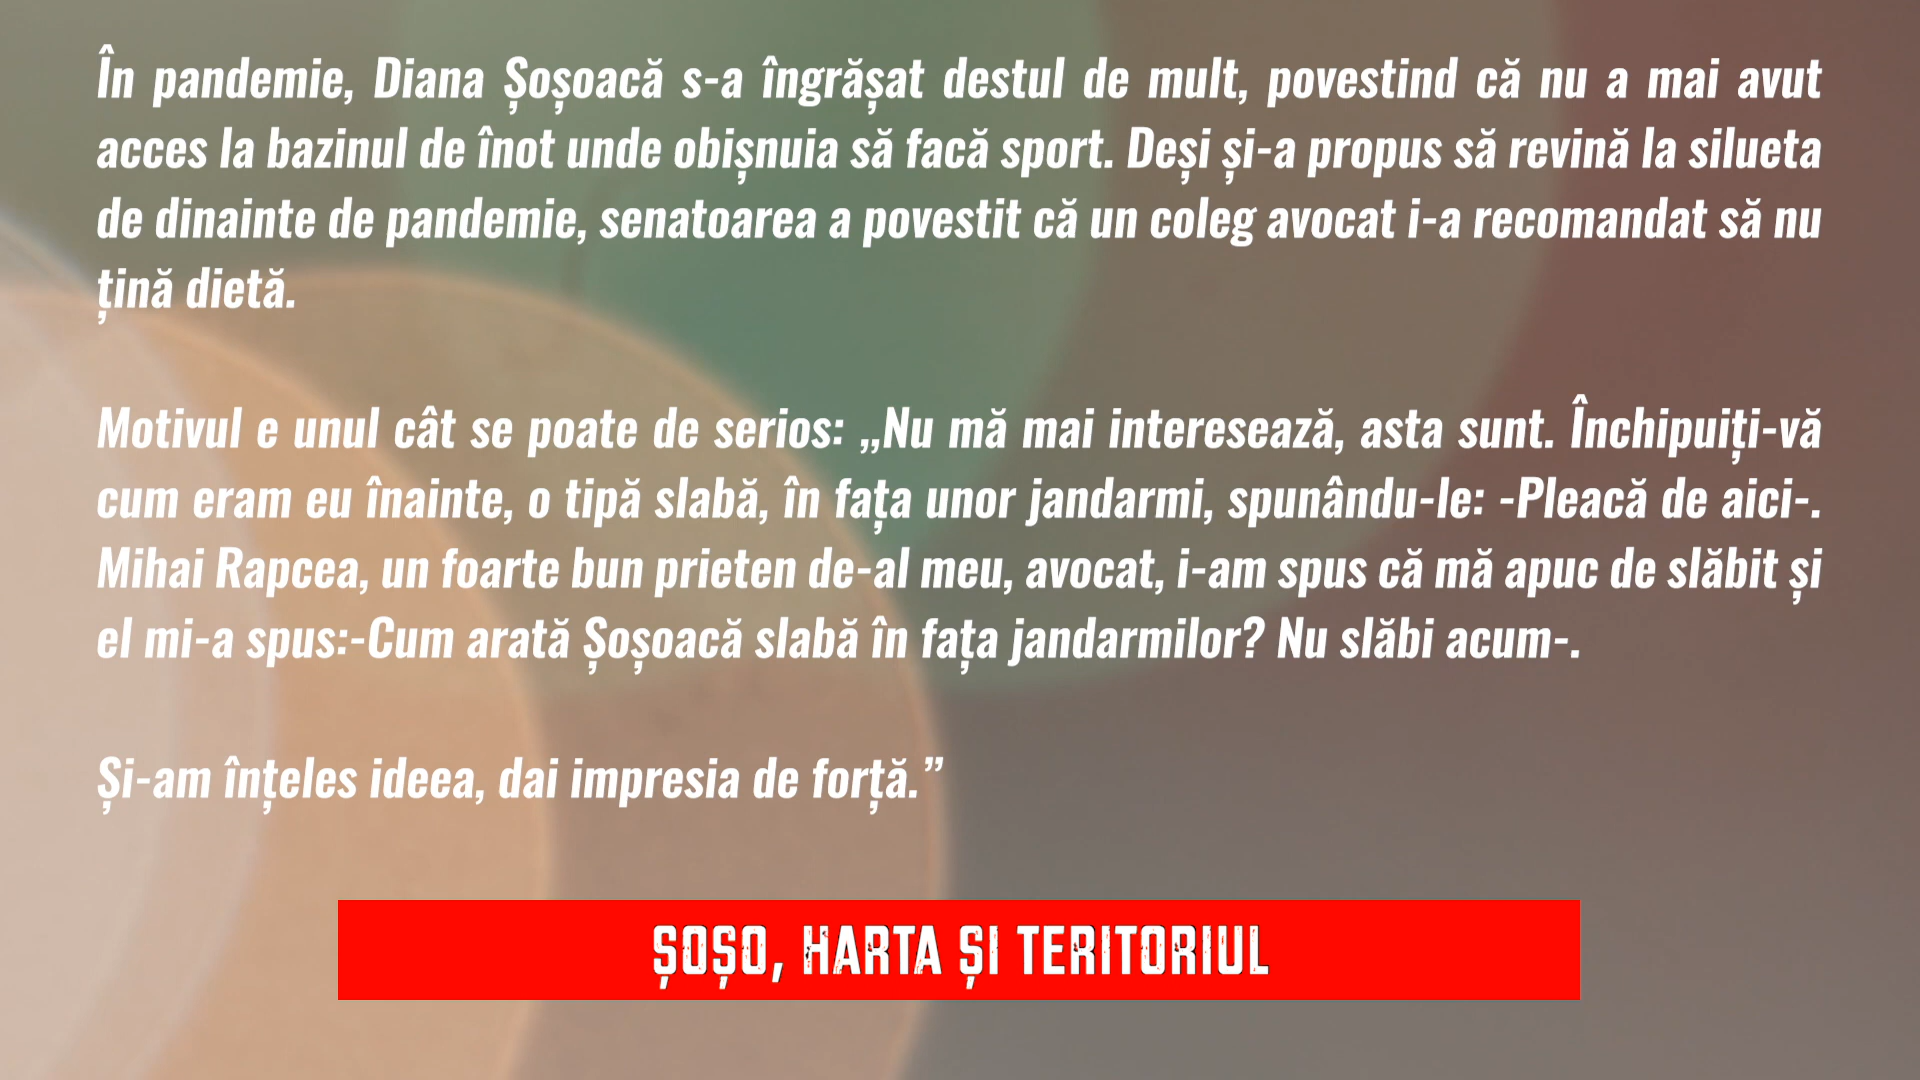 În pandemie, Diana Șoșoacă s-a îngrășat destul de mult, povestind că nu a mai avut
acces la bazinul de înot unde obișnuia să facă sport. Deși și-a propus să revină la silueta
de dinainte de pandemie, senatoarea a povestit că un coleg avocat i-a recomandat să nu
țină dietă.
Motivul e unul cât se poate de serios: „Nu mă mai interesează, asta sunt. Închipuiți-vă
cum eram eu înainte, o tipă slabă, în fața unor jandarmi, spunându-le: -Pleacă de aici-.
Mihai Rapcea, un foarte bun prieten de-al meu, avocat, i-am spus că mă apuc de slăbit și
el mi-a spus:-Cum arată Șoșoacă slabă în fața jandarmilor? Nu slăbi acum-.
Și-am înțeles ideea, dai impresia de forță.”
ȘOȘO, HARTA ȘI TERITORIUL